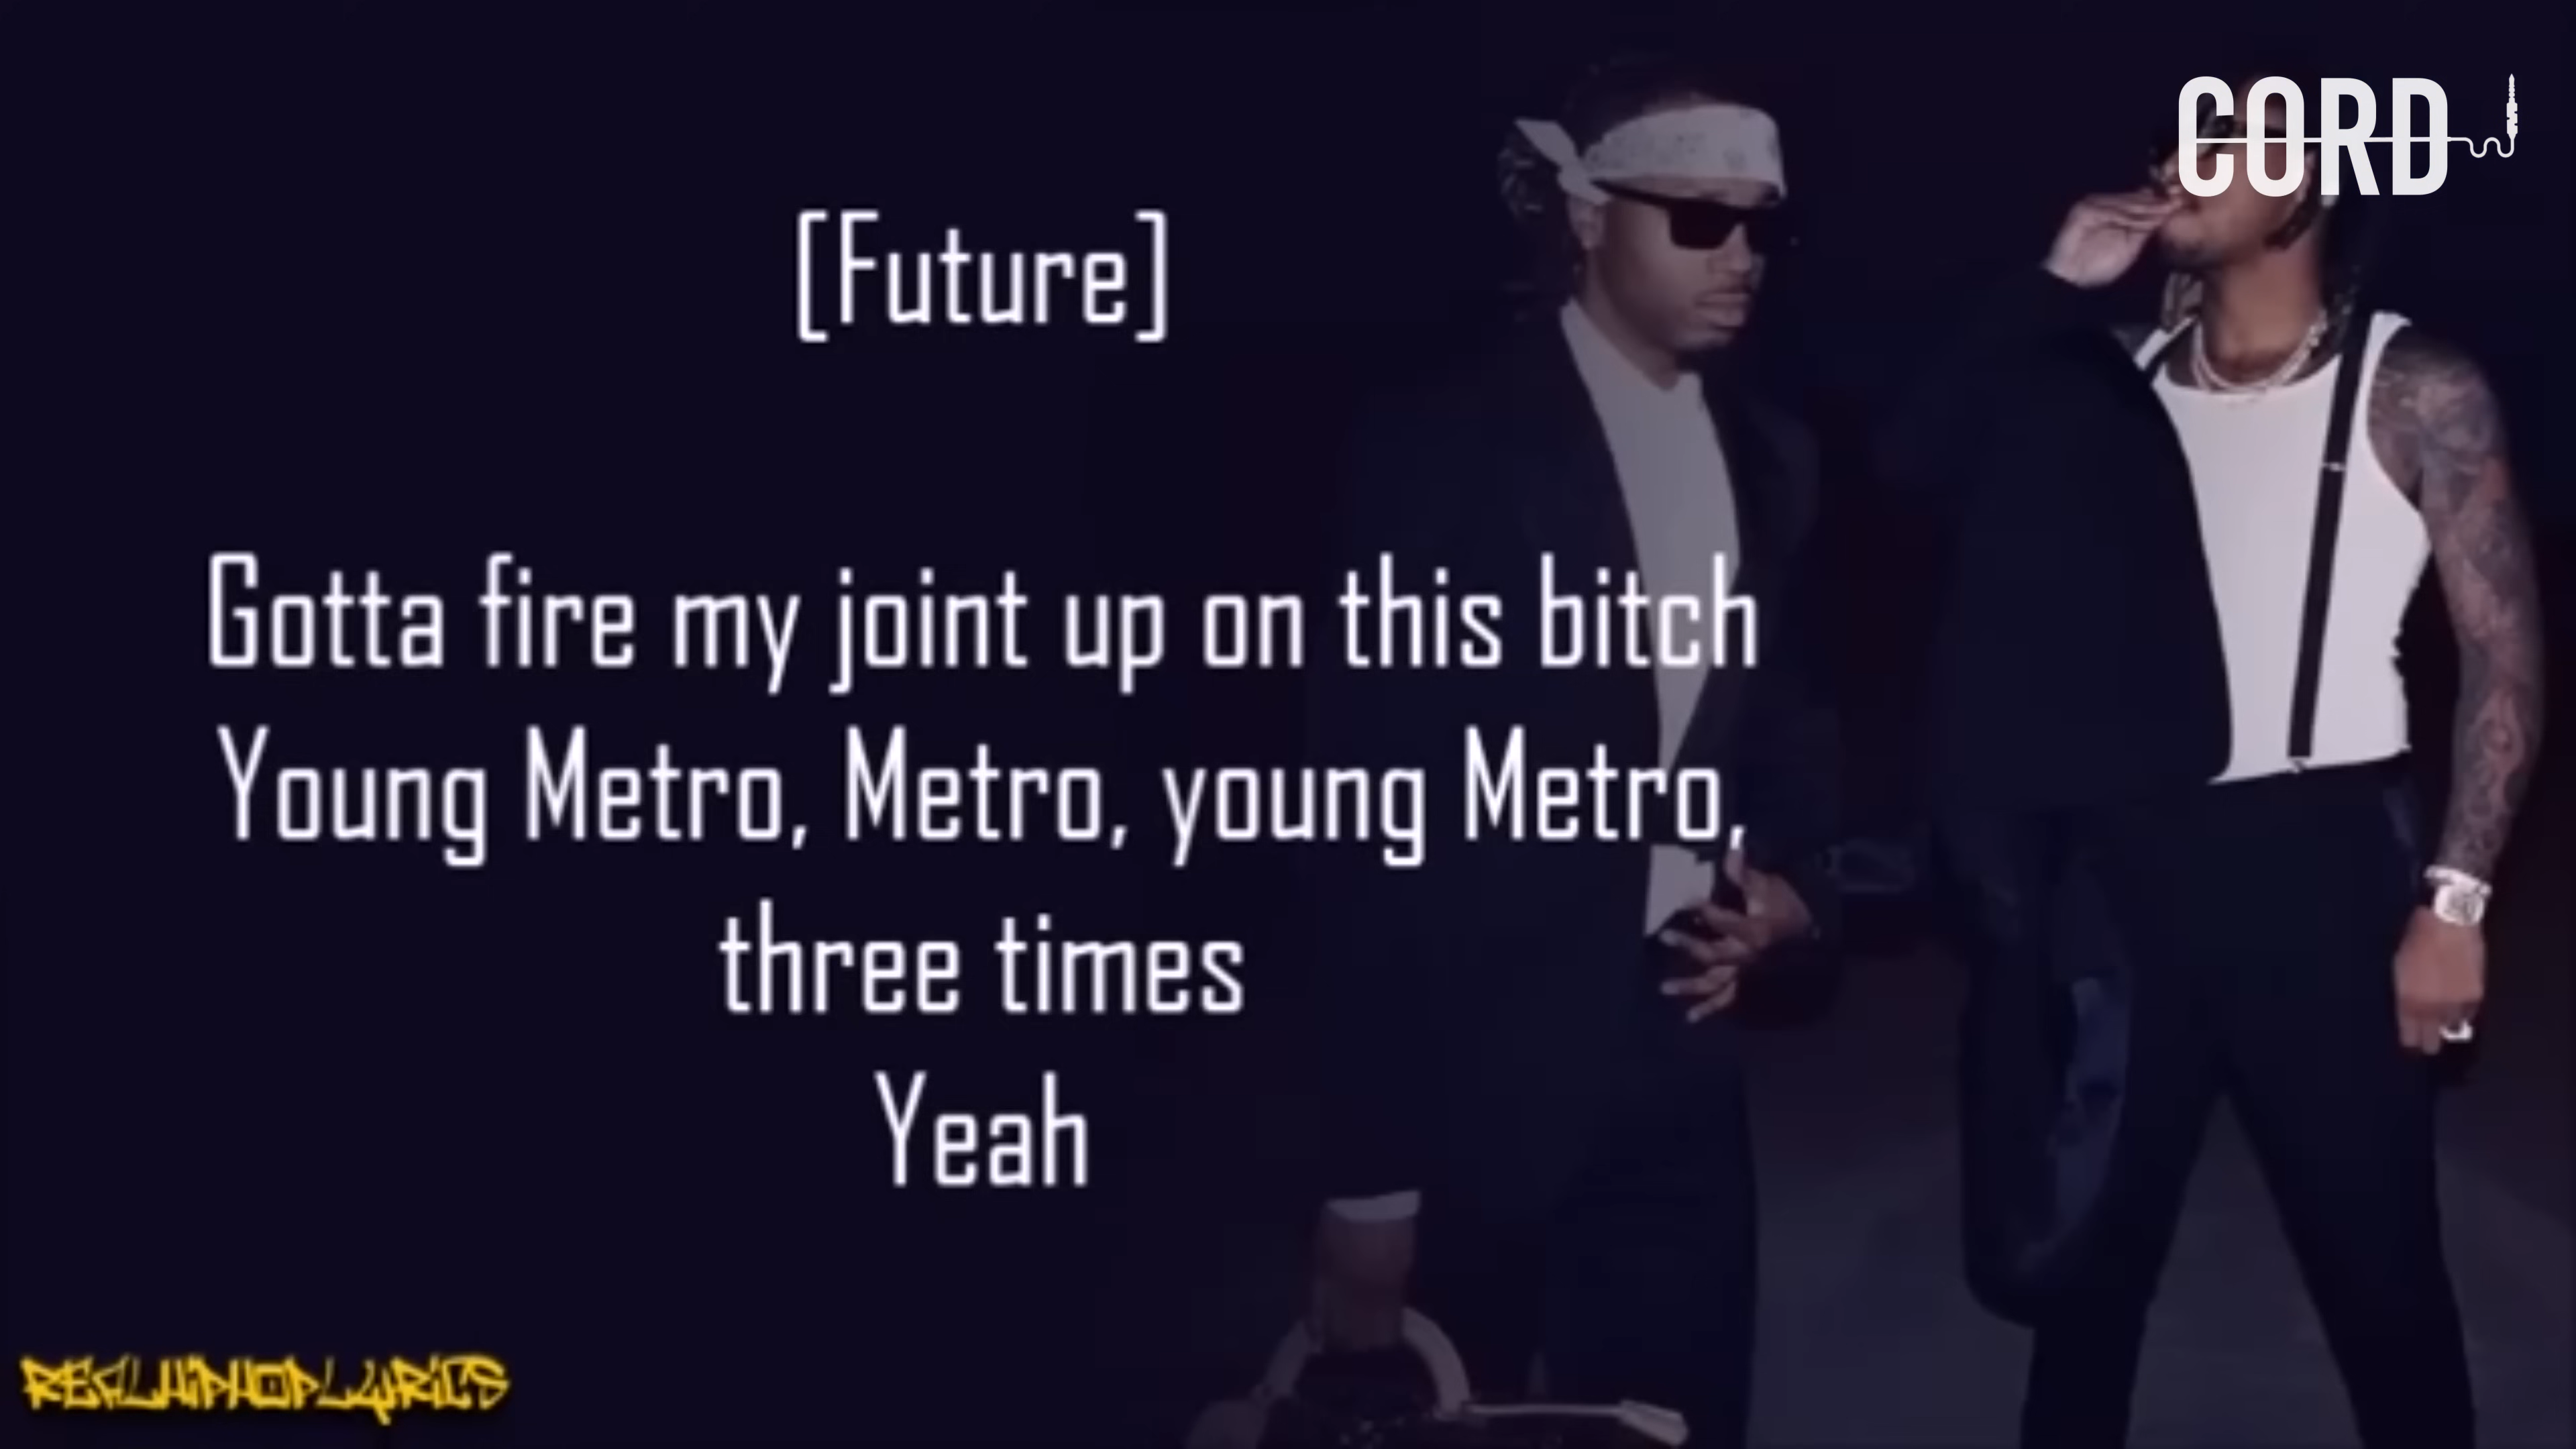 CORD
[Future]
Gotta fire my joint up on this bitch
Young Metro, Metro, young Metro,
three times
Yeah
REALHIPHOPLYRICS